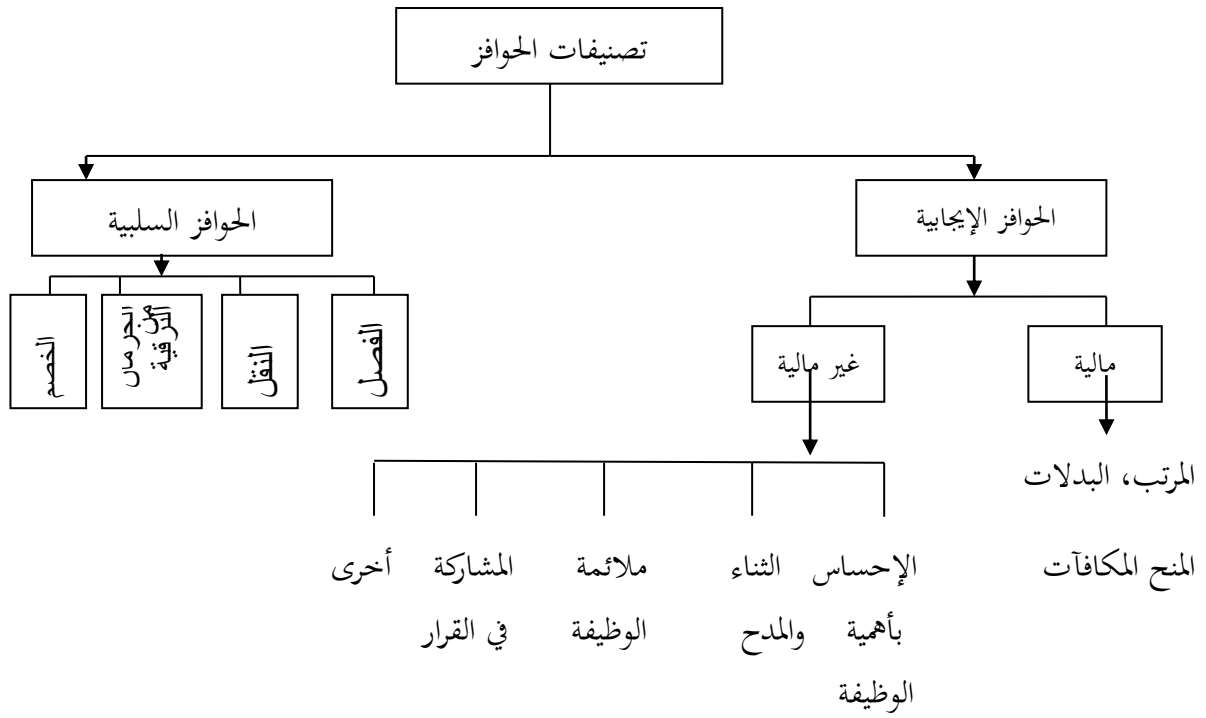 تصنيفات الحوافز
الحوافز الإيجابية
الحوافز السلبية
مالية
غير مالية
الفصل
النقل
الحرمان
من
الترقية
الخصم
المرتب، البدلات
المنح المكافآت
الإحساس
بأهمية
الوظيفة
الثناء
والمدح
ملائمة
الوظيفة
المشاركة
في القرار
أخرى